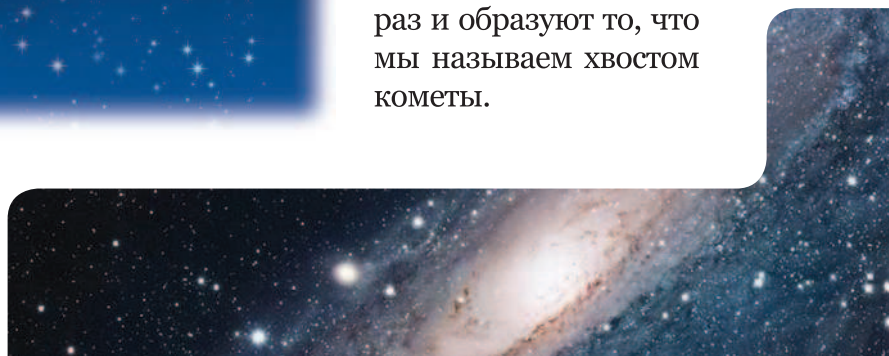 раз и образуют то, что
мы называем хвостом
кометы.